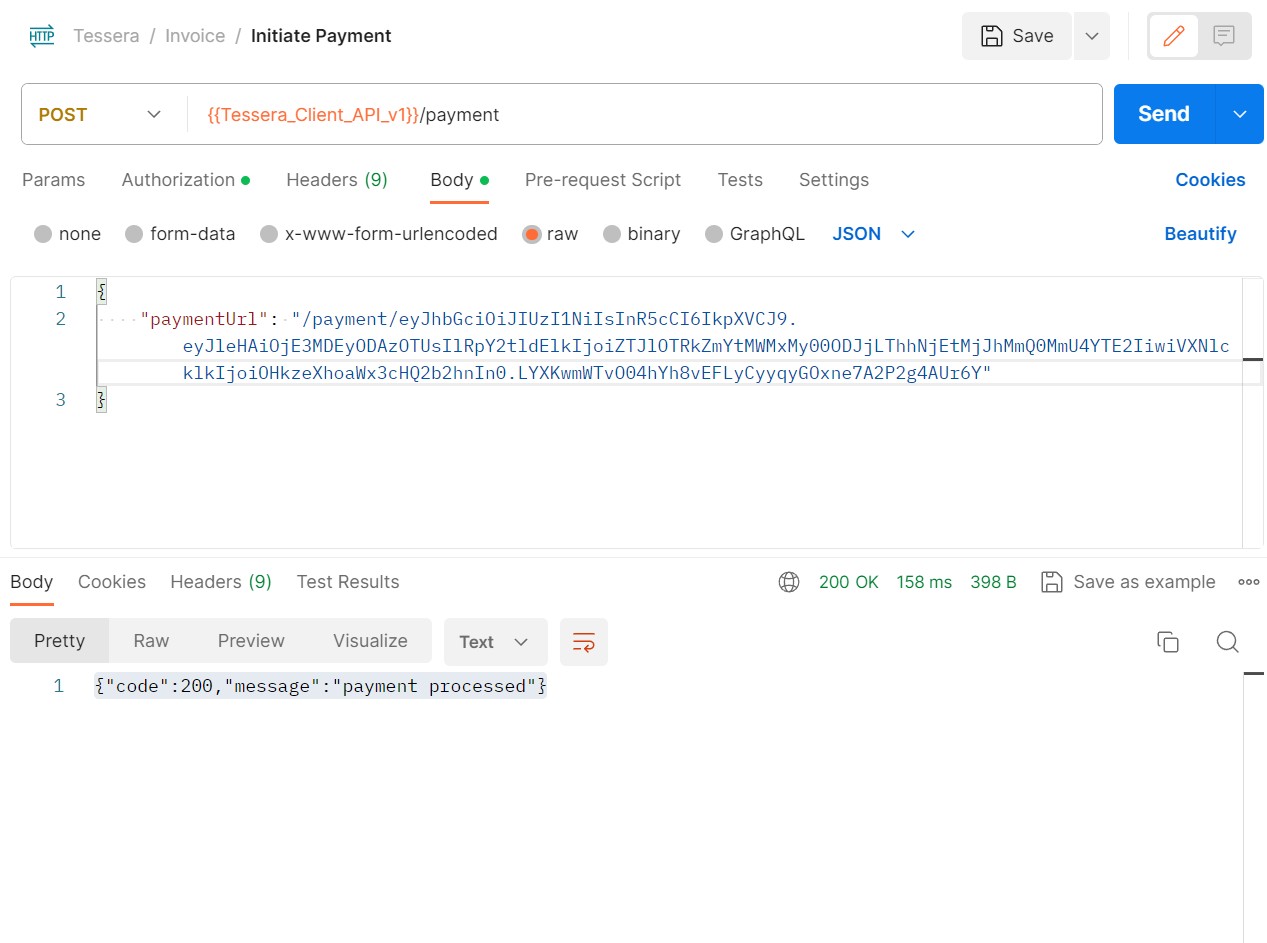 HTTP Tessera / Invoice / Initiate Payment Save
POST {{Tessera_Client_API_v1}}/payment Send
Params Authorization Headers (9) Body Pre-request Script Tests Settings Cookies
none form-data x-www-form-urlencoded raw binary GraphQL JSON Beautify
1 {
2 ····"paymentUrl":·"/payment/eyJhbGciOiJIUzI1NiIsInR5cCI6IkpXVCJ9.
eyJleHAiOjE3MDEyODAzOTUsIlRpY2tldElkIjoiZTJlOTRkZmYtMWMxMy00ODJjLThhNjEtMjJhMmQ0MmU4YTE2IiwiVXNlc
klkIjoiOHkzeXhoaWx3cHQ2b2hnIn0.LYXKwmWTvO04hYh8vEFLyCyyqyGOxne7A2P2g4AUr6Y"
3 }
Body Cookies Headers (9) Test Results 200 OK 158 ms 398 B Save as example
Pretty Raw Preview Visualize Text
1 {"code":200,"message":"payment processed"}